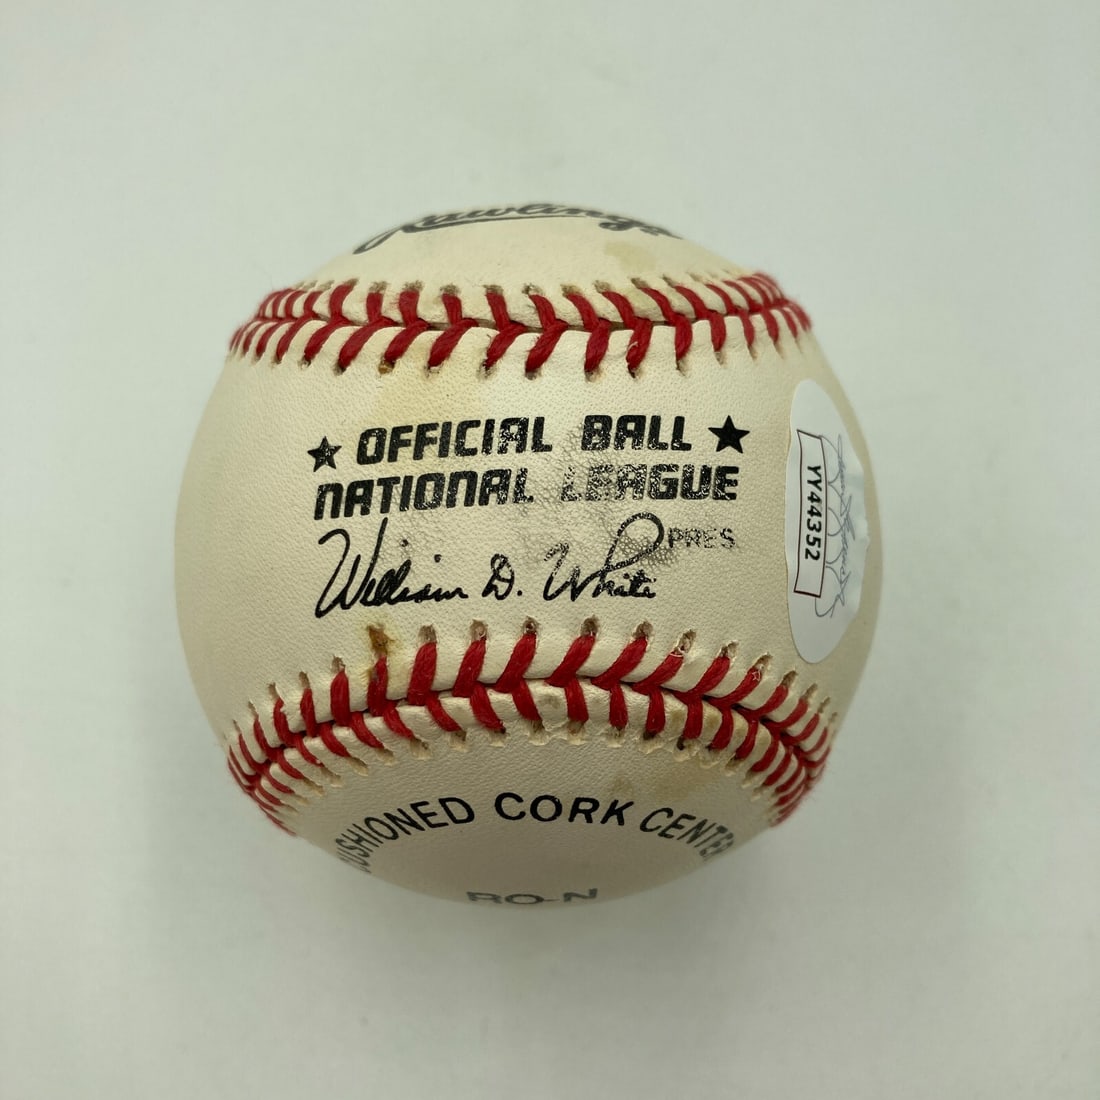 Rawlings
★ OFFICIAL BALL ★
NATIONAL LEAGUE
William D. White PRES
YY44352
CUSHIONED CORK CENTER
RO-N